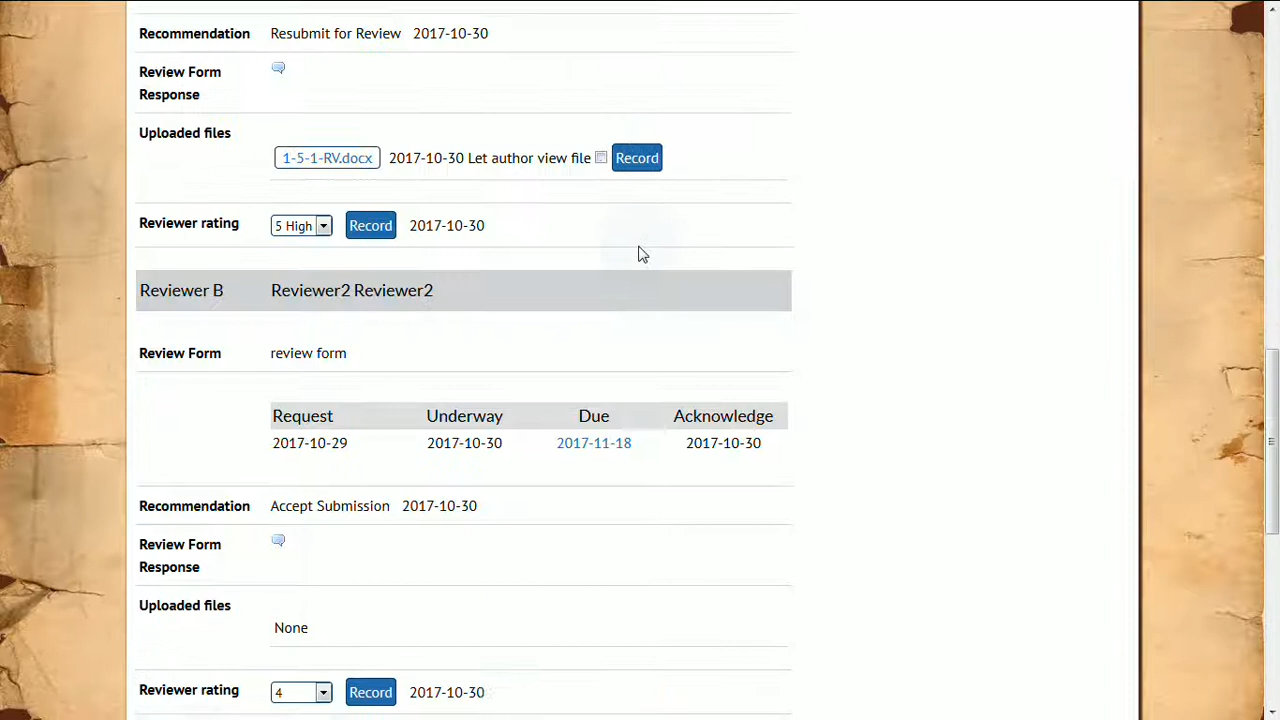 Recommendation Resubmit for Review 2017-10-30
Review Form
Response
Uploaded files
1-5-1-RV.docx 2017-10-30 Let author view file Record
Reviewer rating 5 High Record 2017-10-30
Reviewer B Reviewer2 Reviewer2
Review Form review form
Request Underway Due Acknowledge
2017-10-29 2017-10-30 2017-11-18 2017-10-30
Recommendation Accept Submission 2017-10-30
Review Form
Response
Uploaded files
None
Reviewer rating 4 Record 2017-10-30